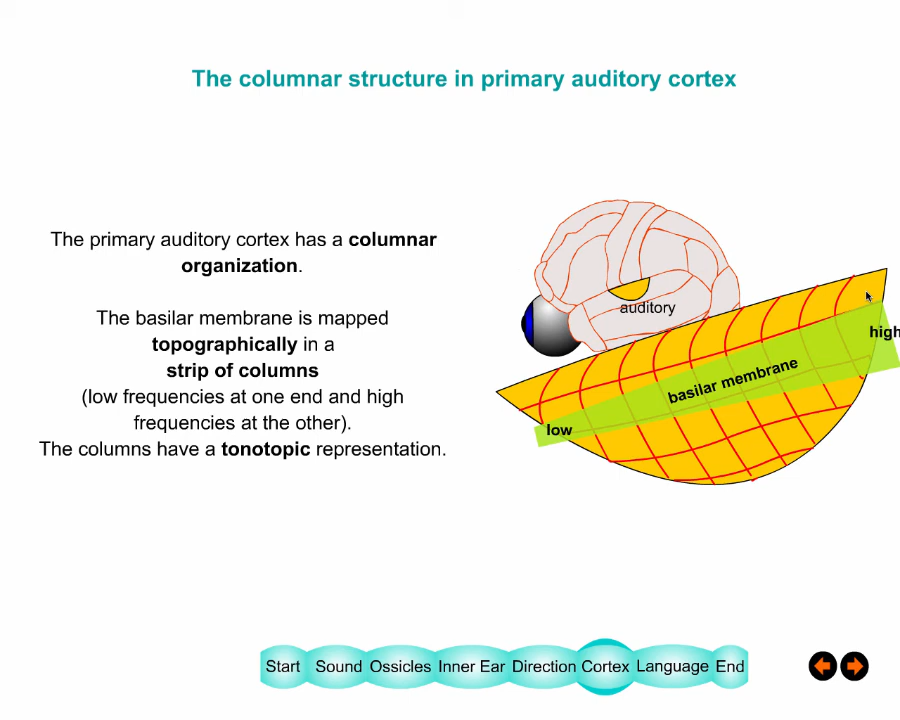 The columnar structure in primary auditory cortex
The primary auditory cortex has a columnar
organization.
The basilar membrane is mapped
topographically in a
strip of columns
(low frequencies at one end and high
frequencies at the other).
The columns have a tonotopic representation.
auditory
high
basilar membrane
low
Start Sound Ossicles Inner Ear Direction Cortex Language End